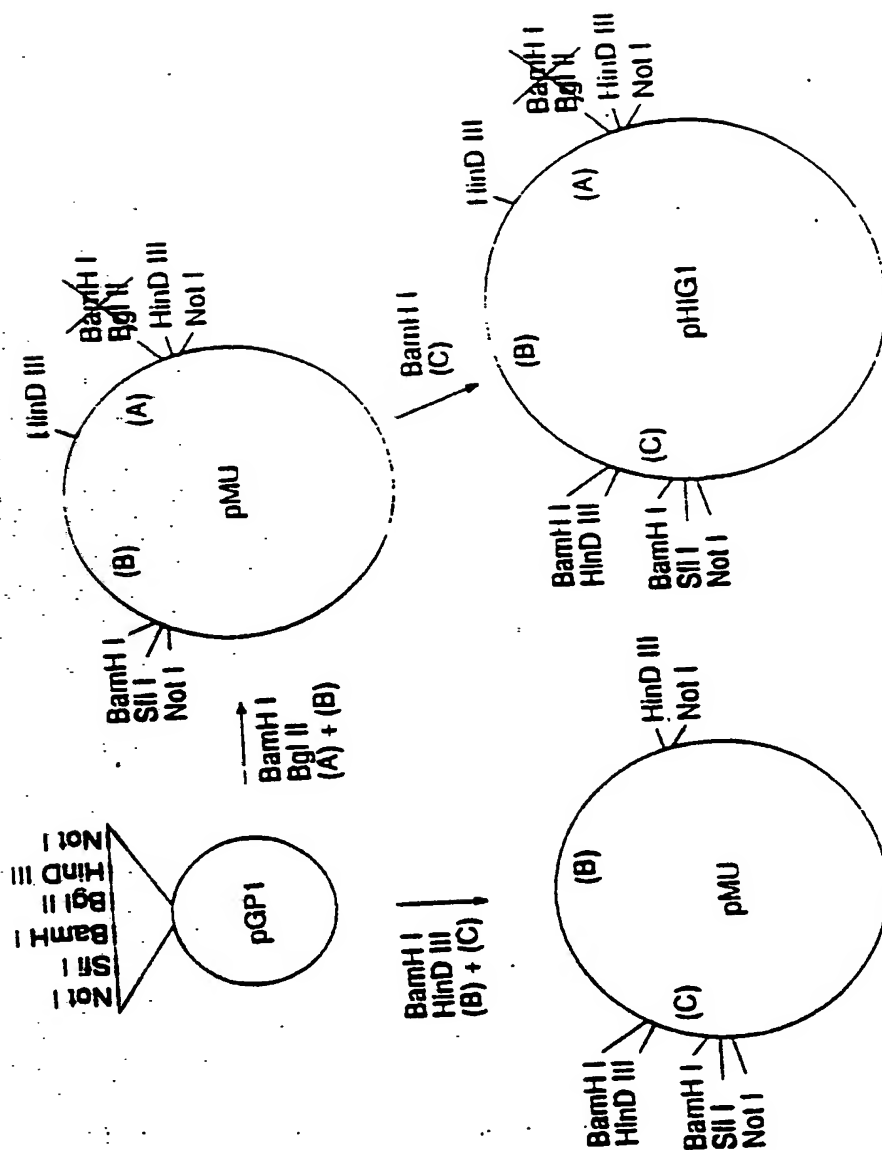 Not I
Sfi I
BamH I
Bgl II
HinD III
Not I
pGP1
BamH I
HinD III
(B) + (C)
BamH I
Bgl II
(A) + (B)
BamH I
HinD III
BamH I
Sfi I
Not I
(C)
(B)
HinD III
Not I
pMU
BamH I
Sfi I
Not I
(B)
HinD III
(A)
BamH I
Bgl II
HinD III
Not I
pMU
BamH I
(C)
BamH I
HinD III
BamH I
Sfi I
Not I
(C)
(B)
HinD III
(A)
BamH I
Bgl II
HinD III
Not I
pHIG1